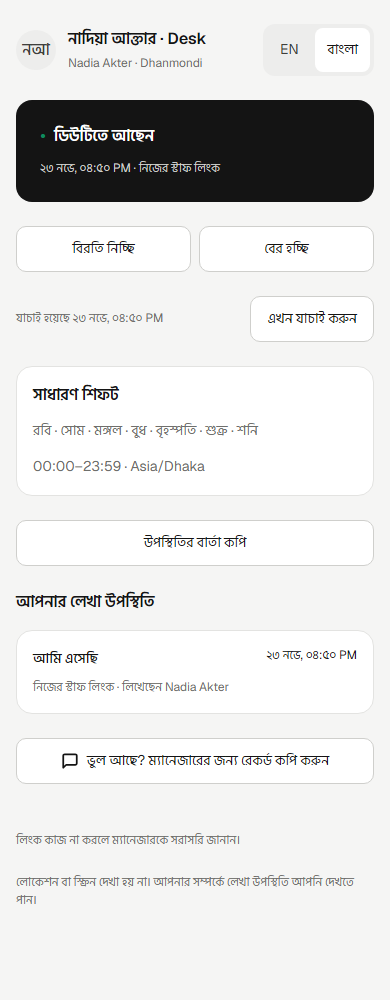 নআ
নাদিয়া আক্তার · Desk
Nadia Akter · Dhanmondi
EN
বাংলা
ডিউটিতে আছেন
২৩ নভে, ০৪:৫০ PM · নিজের স্টাফ লিংক
বিরতি নিচ্ছি
বের হচ্ছি
যাচাই হয়েছে ২৩ নভে, ০৪:৫০ PM
এখন যাচাই করুন
সাধারণ শিফট
রবি · সোম · মঙ্গল · বুধ · বৃহস্পতি · শুক্র · শনি
00:00–23:59 · Asia/Dhaka
উপস্থিতির বার্তা কপি
আপনার লেখা উপস্থিতি
আমি এসেছি
২৩ নভে, ০৪:৫০ PM
নিজের স্টাফ লিংক · লিখেছেন Nadia Akter
ভুল আছে? ম্যানেজারের জন্য রেকর্ড কপি করুন
লিংক কাজ না করলে ম্যানেজারকে সরাসরি জানান।
লোকেশন বা স্ক্রিন দেখা হয় না। আপনার সম্পর্কে লেখা উপস্থিতি আপনি দেখতে
পান।